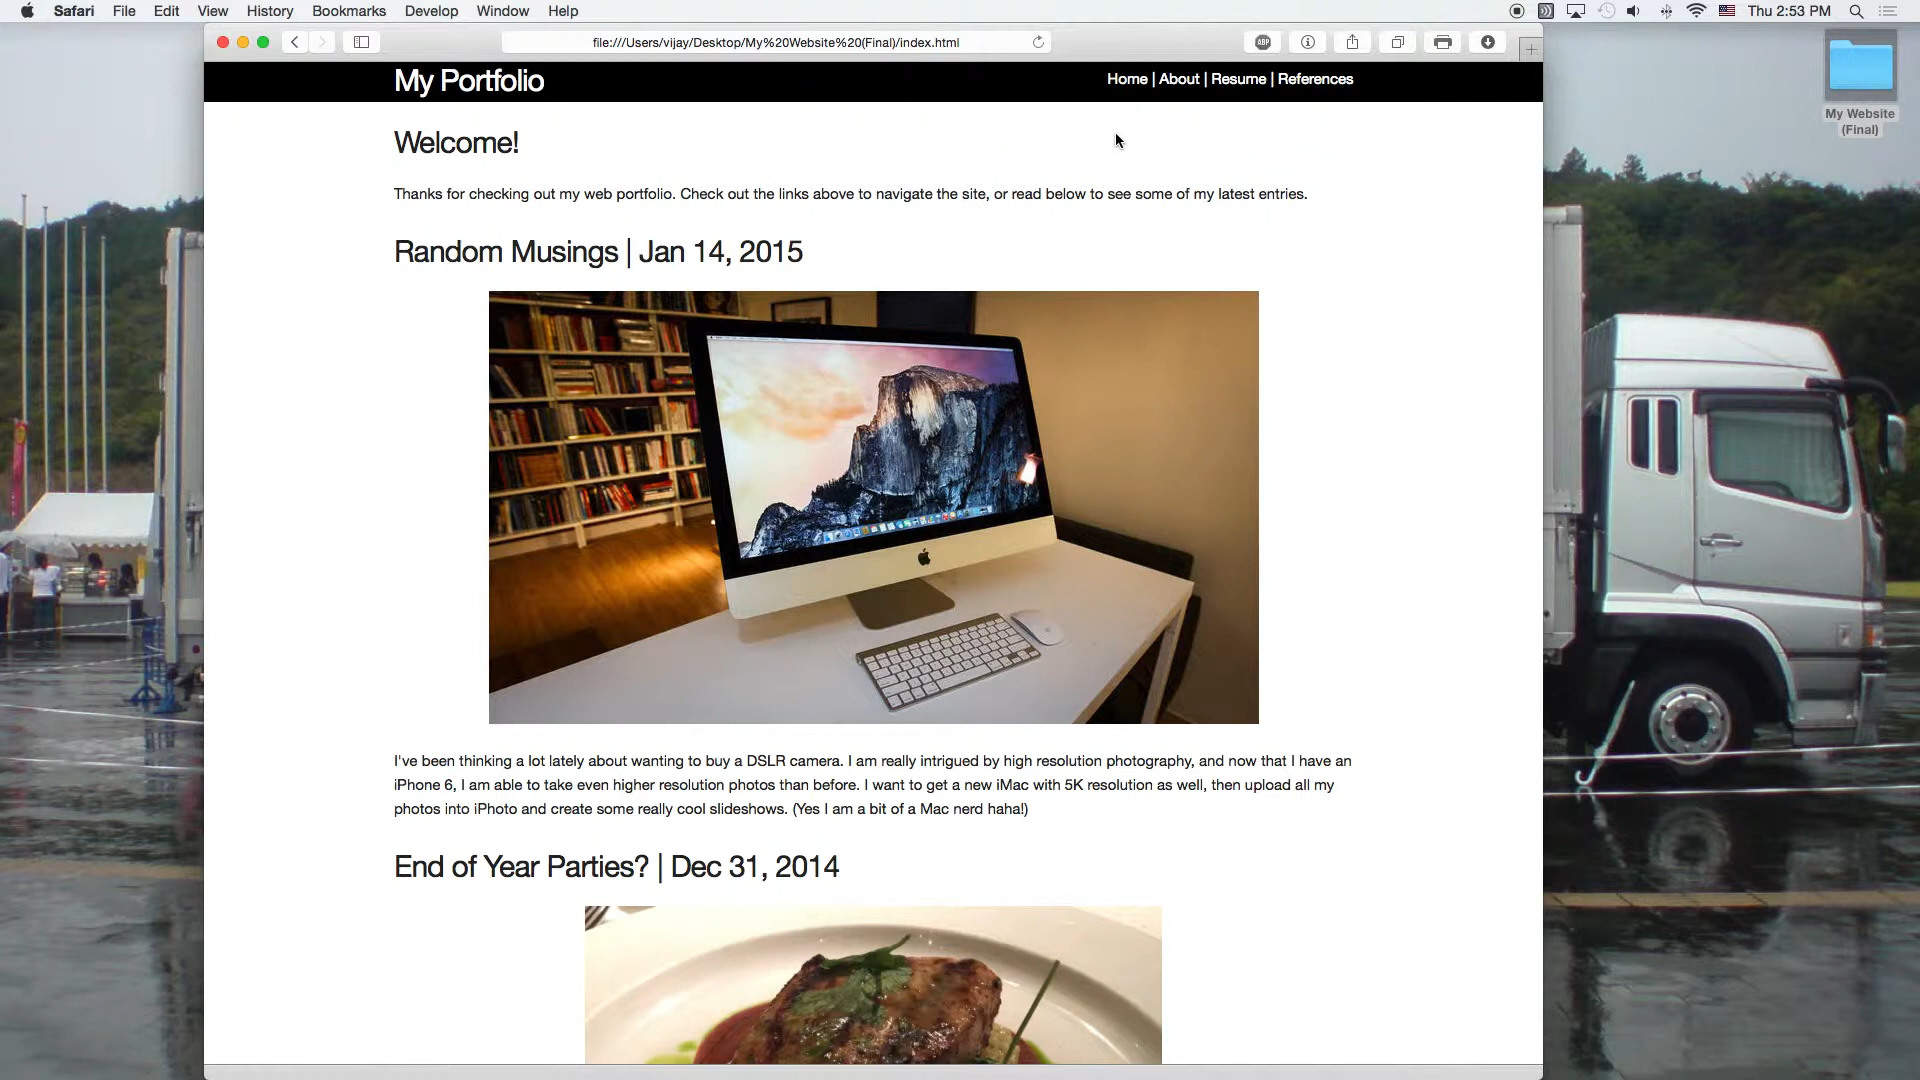 Safari File Edit View History Bookmarks Develop Window Help Thu 2:53 PM
file:///Users/vijay/Desktop/My%20Website%20(Final)/index.html
ABP
My Website
(Final)
My Portfolio
Home | About | Resume | References
Welcome!
Thanks for checking out my web portfolio. Check out the links above to navigate the site, or read below to see some of my latest entries.
Random Musings | Jan 14, 2015
I've been thinking a lot lately about wanting to buy a DSLR camera. I am really intrigued by high resolution photography, and now that I have an
iPhone 6, I am able to take even higher resolution photos than before. I want to get a new iMac with 5K resolution as well, then upload all my
photos into iPhoto and create some really cool slideshows. (Yes I am a bit of a Mac nerd haha!)
End of Year Parties? | Dec 31, 2014